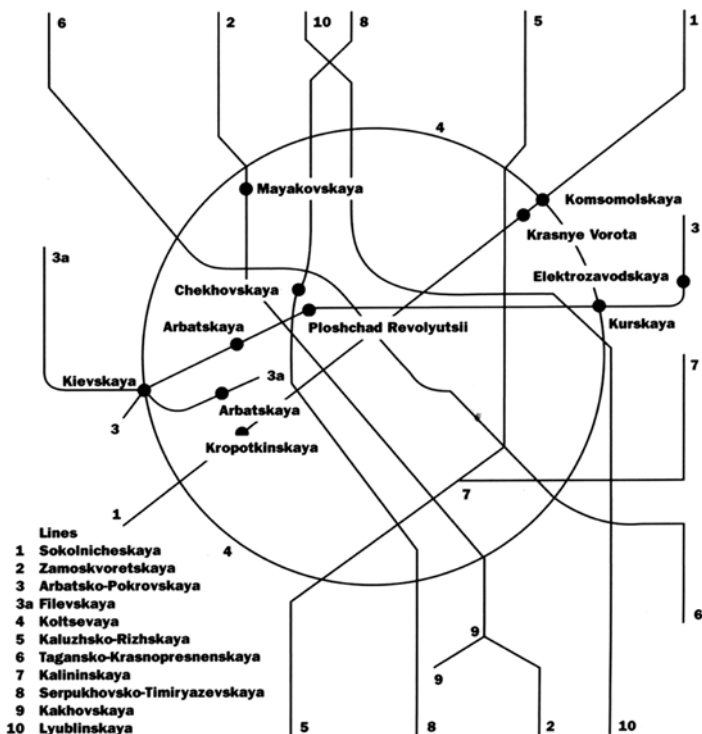 6
2
10
8
5
1
4
Mayakovskaya
Komsomolskaya
Krasnye Vorota
3
3a
Elektrozavodskaya
Chekhovskaya
Arbatskaya
Ploshchad Revolyutsii
Kurskaya
Kievskaya
3a
7
Arbatskaya
3
Kropotkinskaya
7
1
Lines
1 Sokolnicheskaya
2 Zamoskvoretskaya
4
3 Arbatsko-Pokrovskaya
3a Filevskaya
4 Koltsevaya
5 Kaluzhsko-Rizhskaya
6
6 Tagansko-Krasnopresnenskaya
9
7 Kalininskaya
8 Serpukhovsko-Timiryazevskaya
9
9 Kakhovskaya
10 Lyublinskaya
5
8
2
10